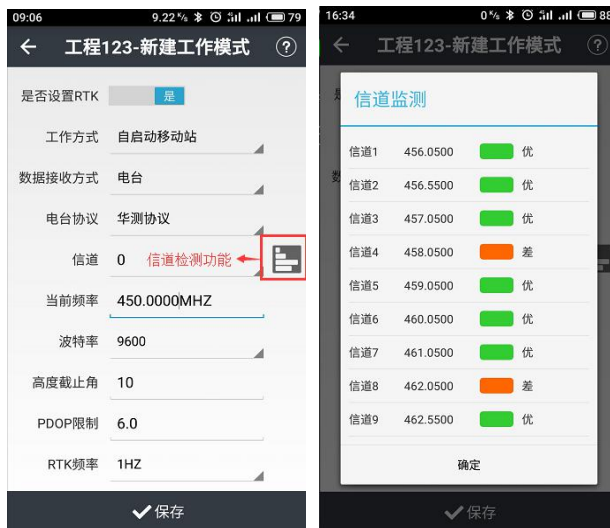 09:06
9.22 K/s
79
工程123-新建工作模式
?
是否设置RTK
是
工作方式
自启动移动站
数据接收方式
电台
电台协议
华测协议
信道
0
信道检测功能
当前频率
450.0000MHZ
波特率
9600
高度截止角
10
PDOP限制
6.0
RTK频率
1HZ
保存
16:34
0 K/s
88
工程123-新建工作模式
?
信道监测
信道1 456.0500 优
信道2 456.5500 优
信道3 457.0500 优
信道4 458.0500 差
信道5 459.0500 优
信道6 460.0500 优
信道7 461.0500 优
信道8 462.0500 差
信道9 462.5500 优
确定
保存